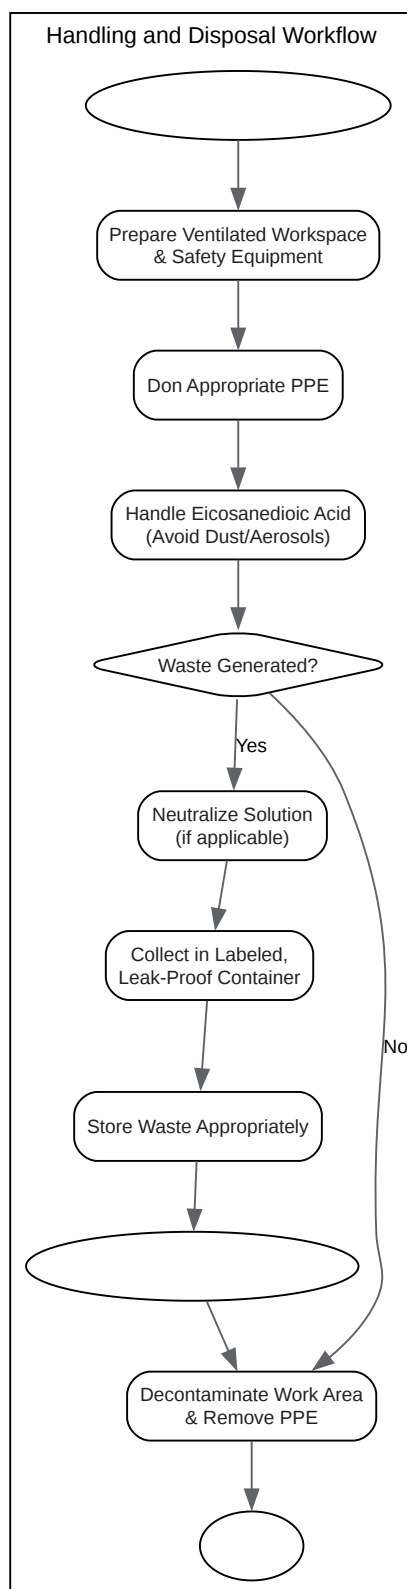 Handling and Disposal Workflow
Prepare Ventilated Workspace
& Safety Equipment
Don Appropriate PPE
Handle Eicosanedioic Acid
(Avoid Dust/Aerosols)
Waste Generated?
Yes
Neutralize Solution
(if applicable)
Collect in Labeled,
Leak-Proof Container
No
Store Waste Appropriately
Decontaminate Work Area
& Remove PPE